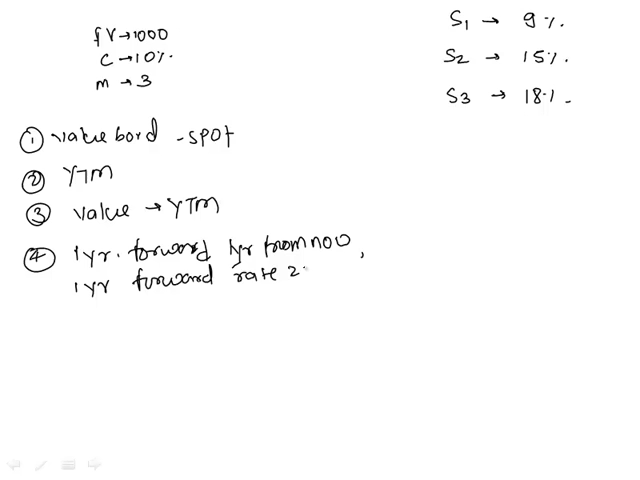 FV → 1000
C → 10%.
m → 3
S1 → 9%.
S2 → 15%.
S3 → 18%.
① value bond - spot
② YTM
③ value → YTM
④ 1yr. forward 1yr from now,
1yr forward rate 2